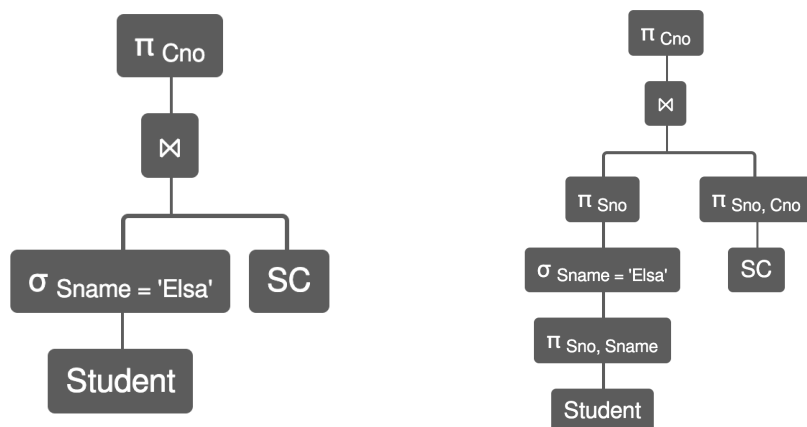 π Cno
⋈
σ Sname = 'Elsa'
SC
Student
π Cno
⋈
π Sno
π Sno, Cno
σ Sname = 'Elsa'
SC
π Sno, Sname
Student